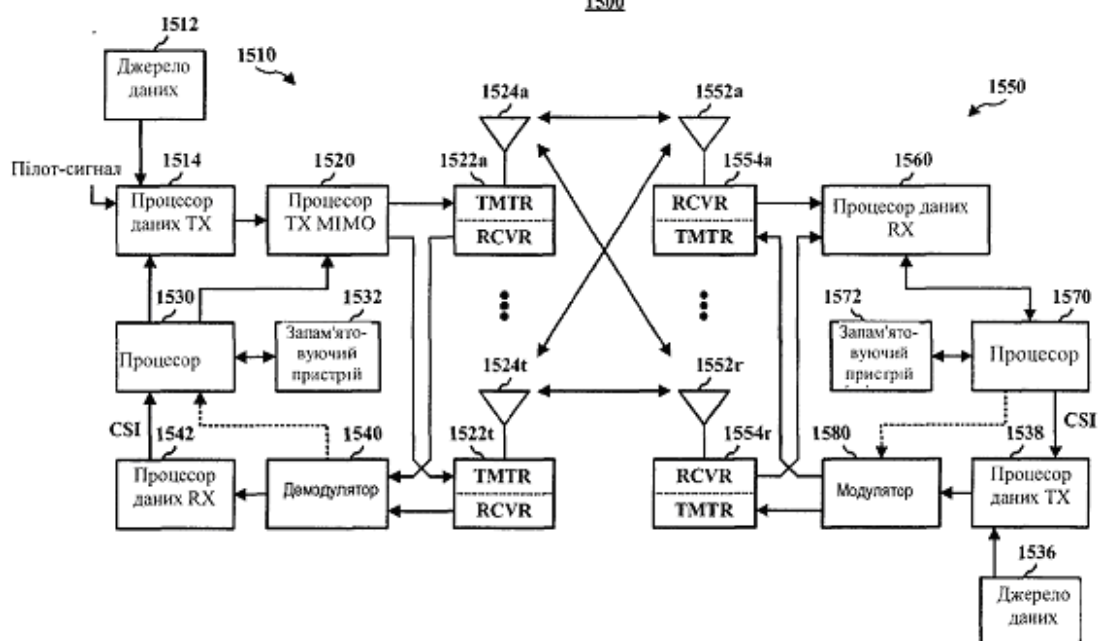 1500
1512
Джерело
даних
1510
1524a
1552a
1550
Пілот-сигнал
1514
Процесор
даних TX
1520
Процесор
TX MIMO
1522a
TMTR
RCVR
1554a
RCVR
TMTR
1560
Процесор даних
RX
1530
Процесор
1532
Запам'ято-
вуючий
пристрій
1572
Запам'ято-
вуючий
пристрій
1570
Процесор
1524t
1552r
CSI
1542
Процесор
даних RX
1540
Демодулятор
1522t
TMTR
RCVR
1554r
RCVR
TMTR
1580
Модулятор
CSI
1538
Процесор
даних TX
1536
Джерело
даних